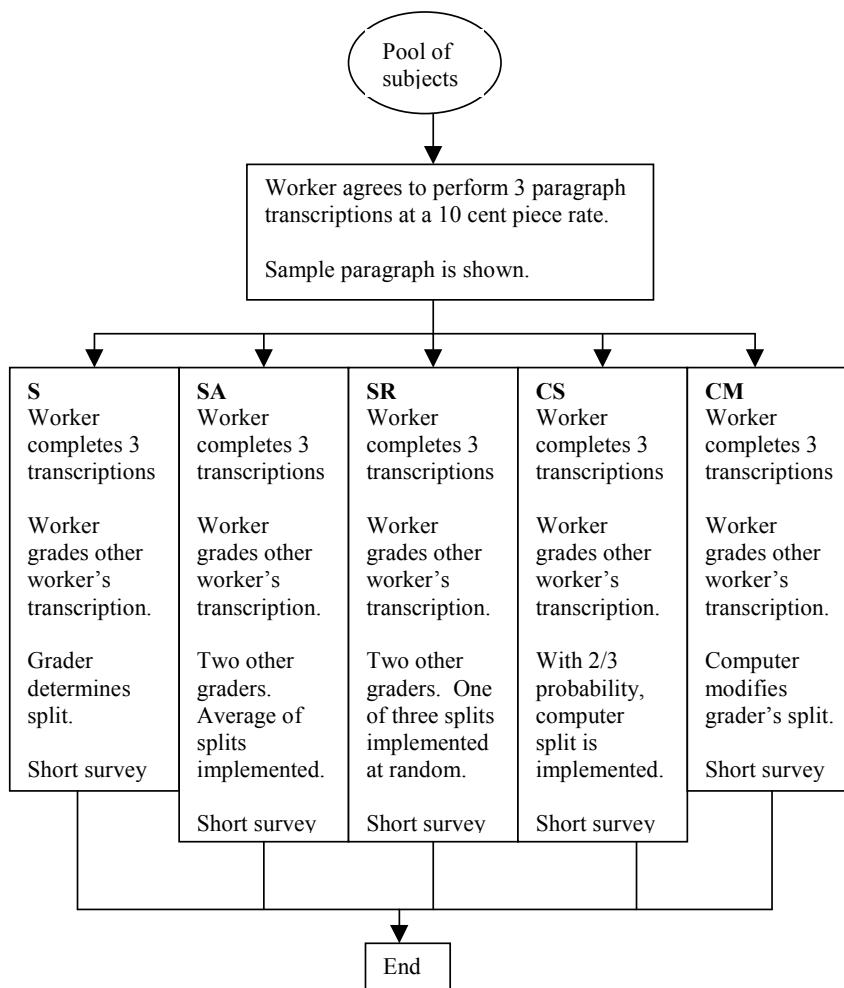 Pool of
subjects
Worker agrees to perform 3 paragraph
transcriptions at a 10 cent piece rate.
Sample paragraph is shown.
S
Worker
completes 3
transcriptions
Worker
grades other
worker’s
transcription.
Grader
determines
split.
Short survey
SA
Worker
completes 3
transcriptions
Worker
grades other
worker’s
transcription.
Two other
graders.
Average of
splits
implemented.
Short survey
SR
Worker
completes 3
transcriptions
Worker
grades other
worker’s
transcription.
Two other
graders.  One
of three splits
implemented
at random.
Short survey
CS
Worker
completes 3
transcriptions
Worker
grades other
worker’s
transcription.
With 2/3
probability,
computer
split is
implemented.
Short survey
CM
Worker
completes 3
transcriptions
Worker
grades other
worker’s
transcription.
Computer
modifies
grader’s split.
Short survey
End